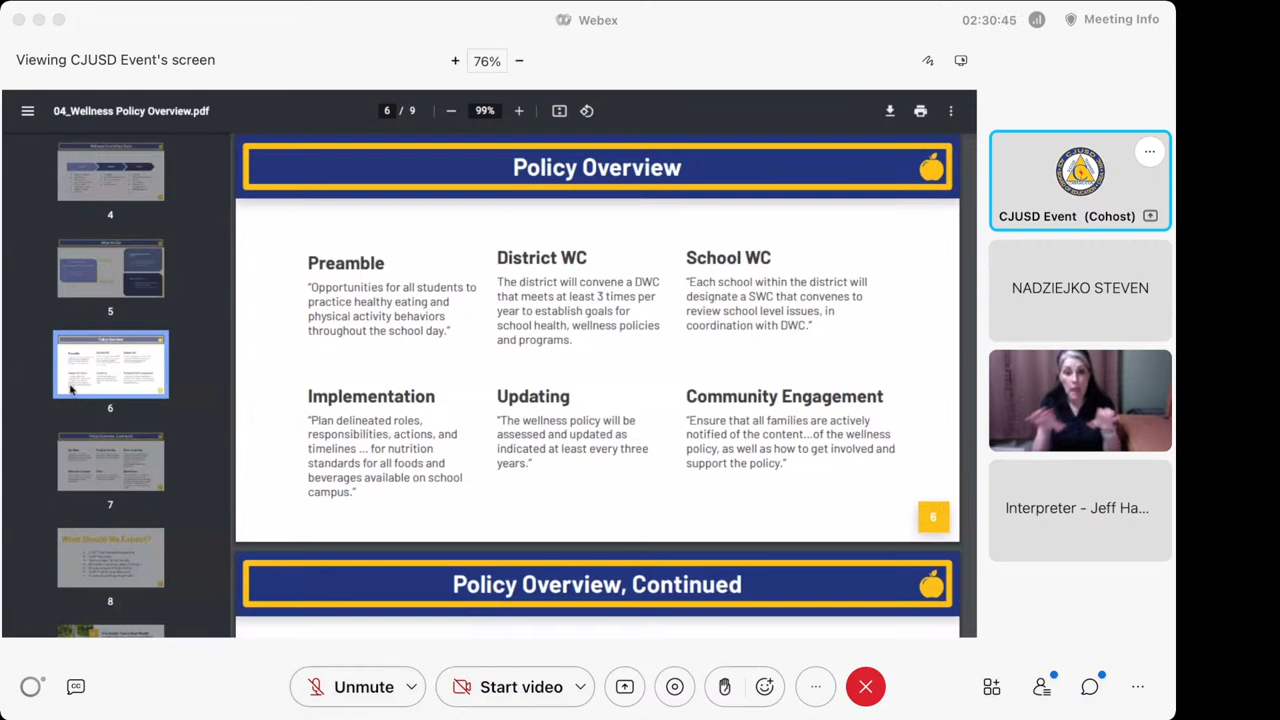 Webex
02:30:45
Meeting Info
Viewing CJUSD Event's screen
+ 76% −
04_Wellness Policy Overview.pdf
6 / 9
− 99% +
4
5
6
7
What Should We Expect?
8
Policy Overview
Preamble
"Opportunities for all students to
practice healthy eating and
physical activity behaviors
throughout the school day."
District WC
The district will convene a DWC
that meets at least 3 times per
year to establish goals for
school health, wellness policies
and programs.
School WC
"Each school within the district will
designate a SWC that convenes to
review school level issues, in
coordination with DWC."
Implementation
"Plan delineated roles,
responsibilities, actions, and
timelines ... for nutrition
standards for all foods and
beverages available on school
campus."
Updating
"The wellness policy will be
assessed and updated as
indicated at least every three
years."
Community Engagement
"Ensure that all families are actively
notified of the content...of the wellness
policy, as well as how to get involved and
support the policy."
6
Policy Overview, Continued
CJUSD Event (Cohost)
NADZIEJKO STEVEN
Interpreter - Jeff Ha...
CC
Unmute
Start video